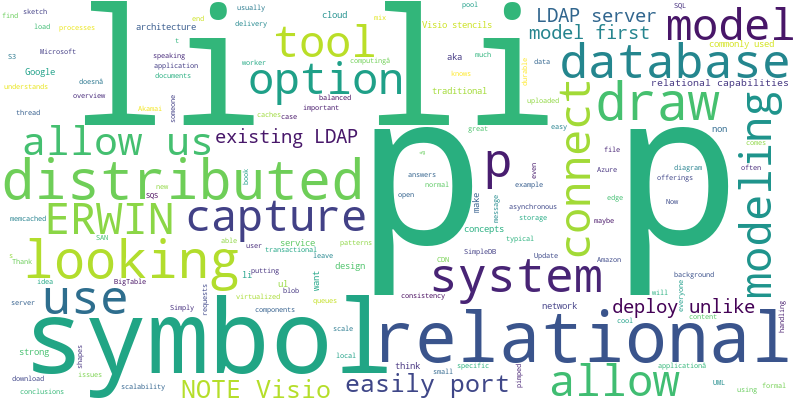 find sketch usually cloud end mix Visio stencils pool SQL LDAP server model
load processes architecture delivery tool model first commonly used
Microsoft
S3 t speaking worker much database
Google application option computingâ traditional
doesnâ documents knows durable data relational capabilities
understands Akamai someone balanced uploaded draw
thread overview caches case important easy
li li
allow us existing LDAP great connect non modeling
distributed p p p file comes
sqs book vs answers Azure diagram often
new normal even edge offerings
ERWIN capture make open example maybe Now
memcached message asynchronous
SAN able user patterns concepts storage
s Thank looking service transactional typical Update
idea li design want leave SimpleDB Amazon
BigTable ul blob CDN system background
use putting virtualized queues consistency will everyone
server Simply requests components network deploy unlike
symbol scale relational cool content handling
strong shapes issues local think specific applicationâ
download small pimped allow UML using formal
conclusions scalability NOTE Visio easily port